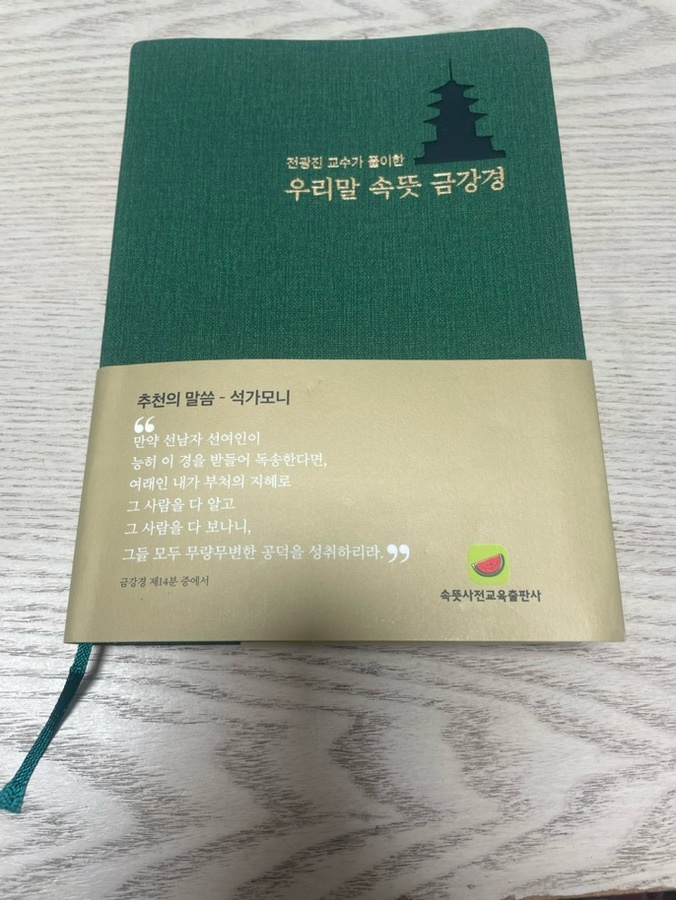 전광진 교수가 풀이한
우리말 속뜻 금강경
추천의 말씀 - 석가모니
“만약 선남자 선여인이
능히 이 경을 받들어 독송한다면,
여래인 내가 부처의 지혜로
그 사람을 다 알고
그 사람을 다 보나니,
그들 모두 무량무변한 공덕을 성취하리라.”
금강경 제14분 중에서
속뜻사전교육출판사